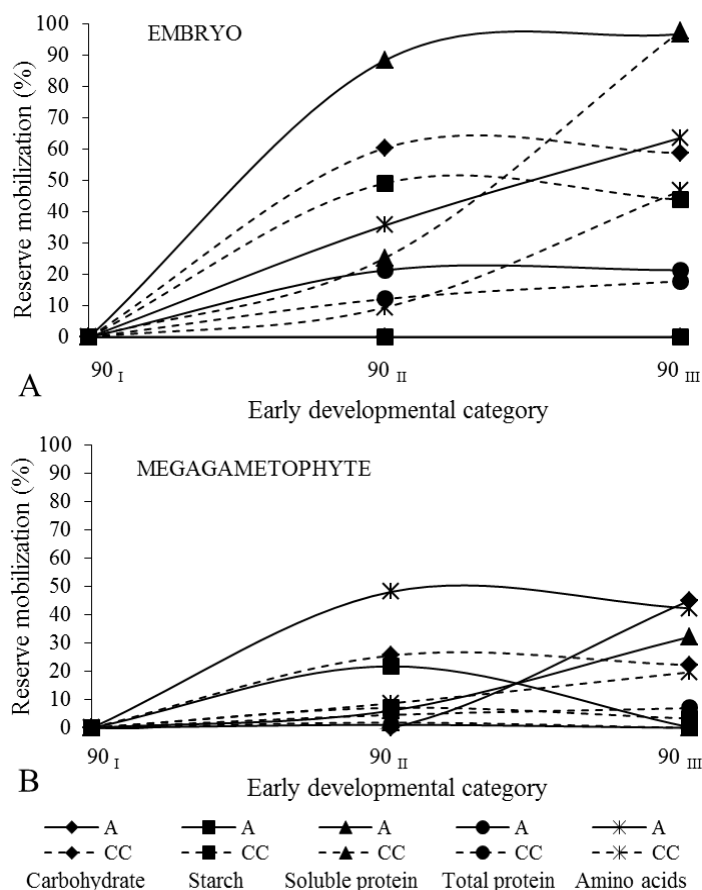 EMBRYO
Reserve mobilization (%)
100
90
80
70
60
50
40
30
20
10
0
90 I 90 II 90 III
A
Early developmental category
MEGAGAMETOPHYTE
Reserve mobilization (%)
100
90
80
70
60
50
40
30
20
10
0
90 I 90 II 90 III
B
Early developmental category
A A A A A
CC CC CC CC CC
Carbohydrate Starch Soluble protein Total protein Amino acids